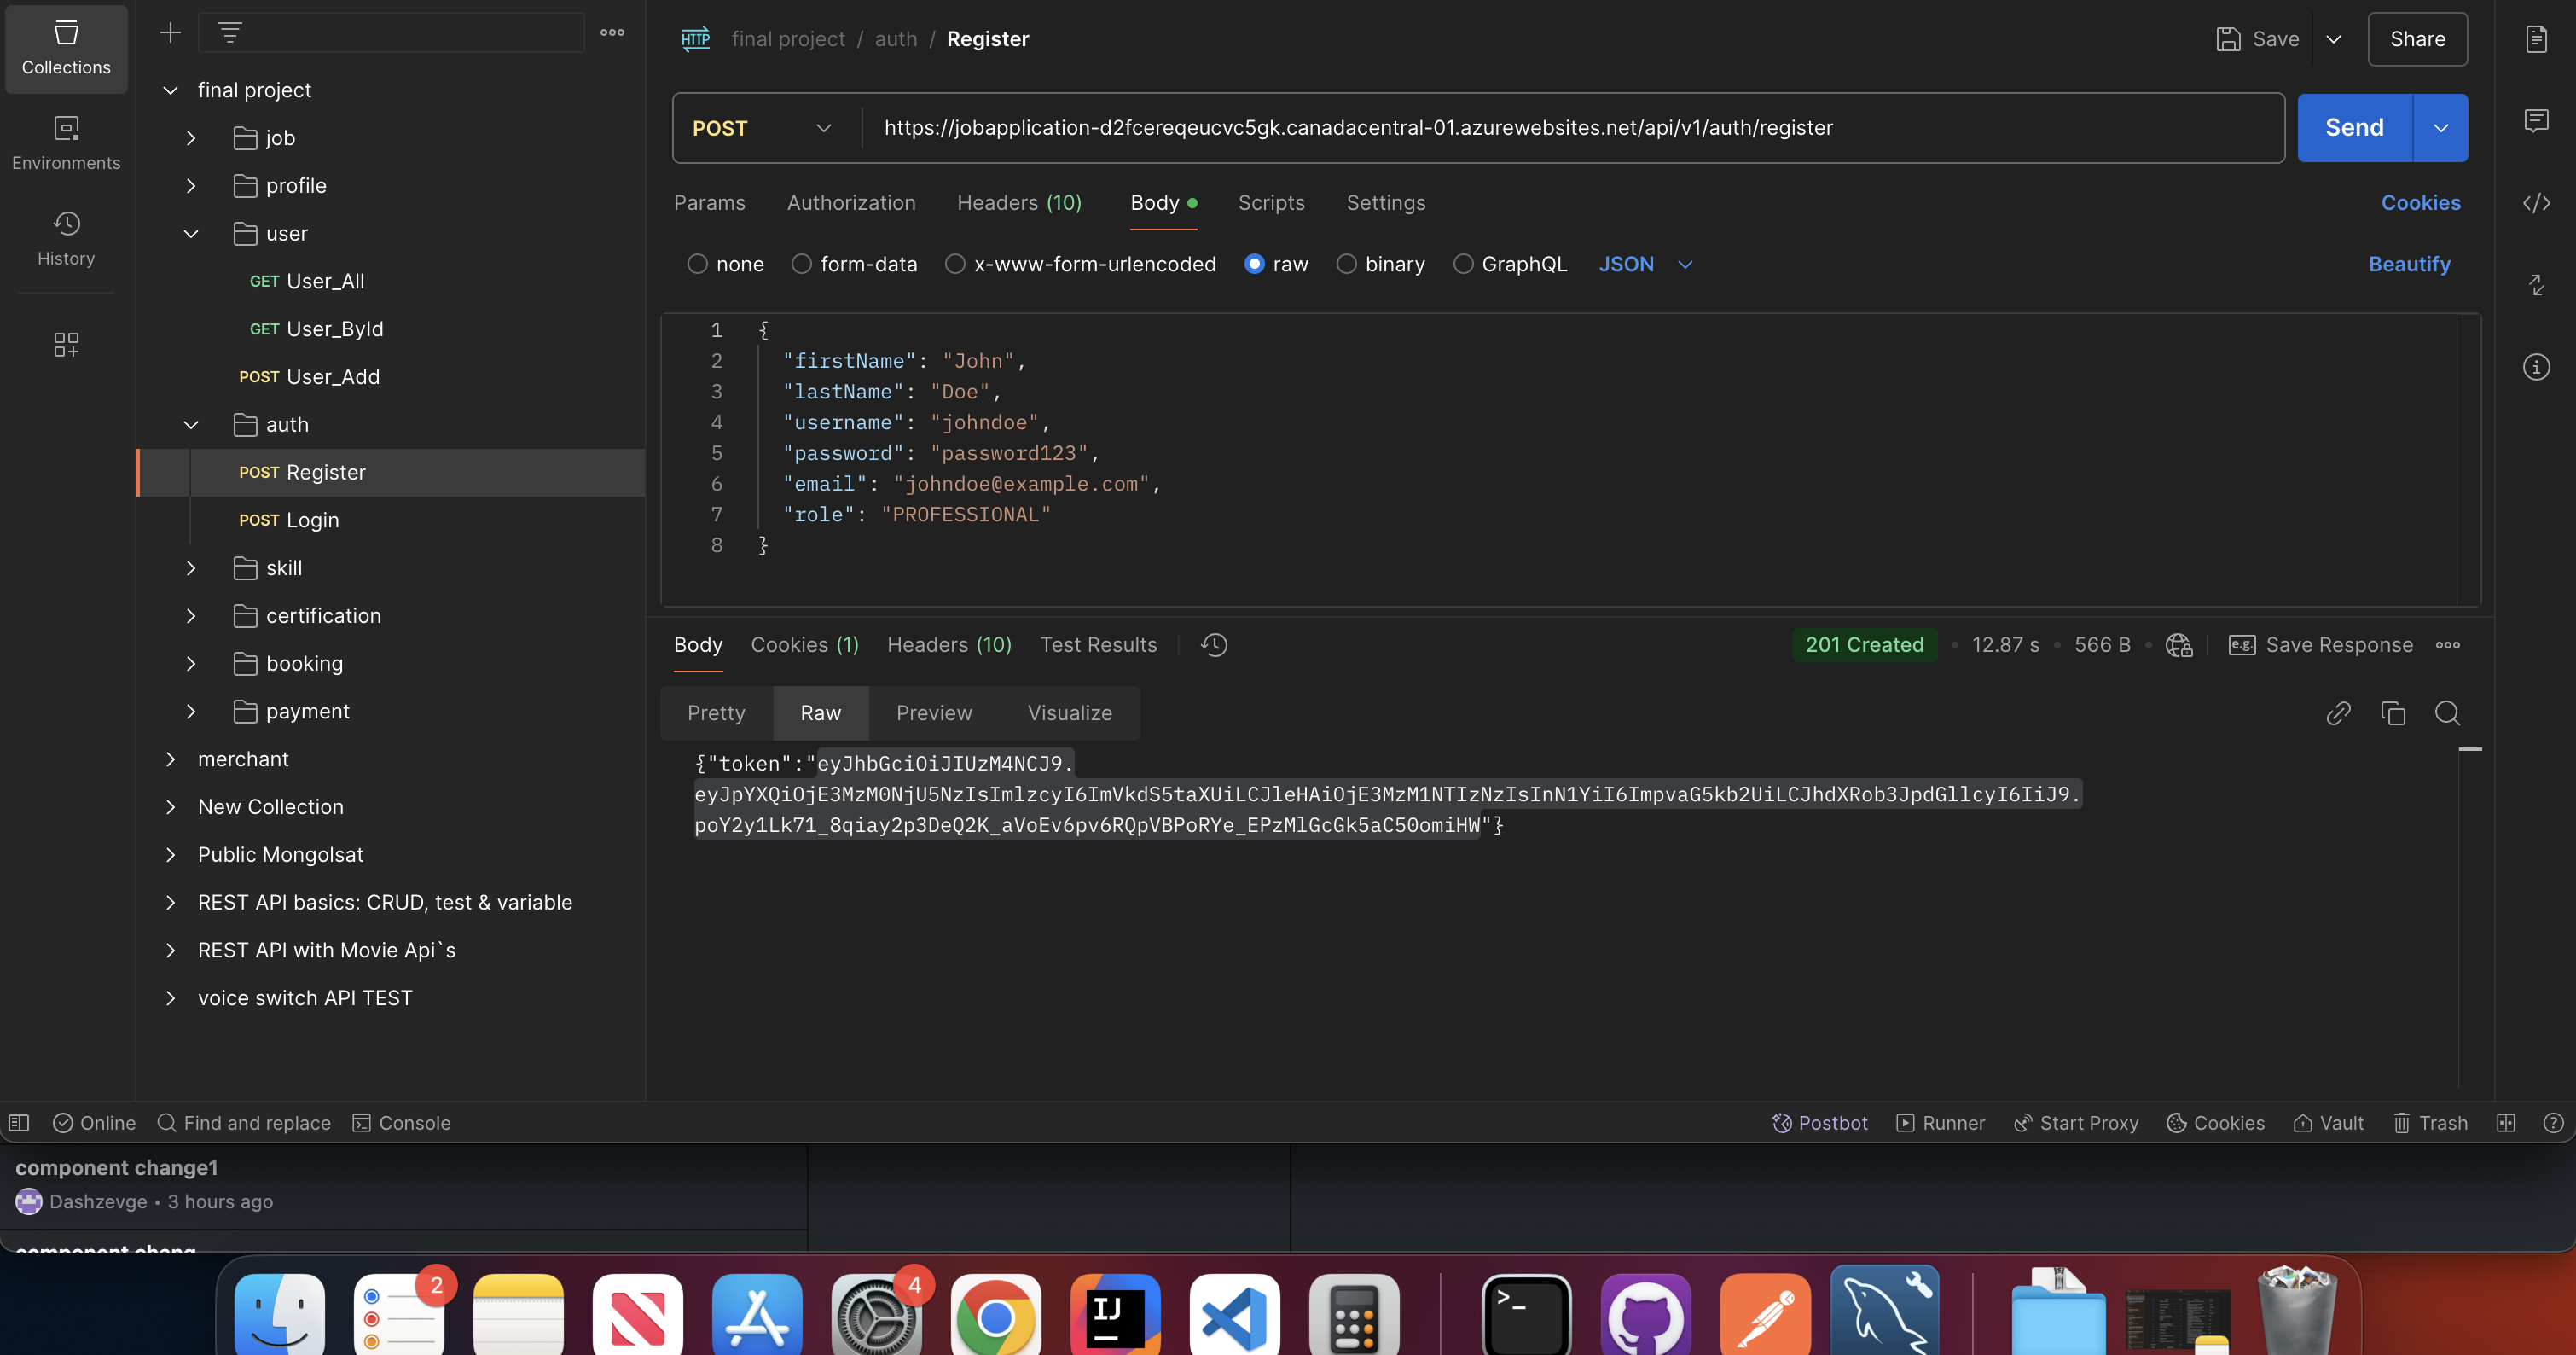 Collections
Environments
History
final project
job
profile
user
GET User_All
GET User_ById
POST User_Add
auth
POST Register
POST Login
skill
certification
booking
payment
merchant
New Collection
Public Mongolsat
REST API basics: CRUD, test & variable
REST API with Movie Api`s
voice switch API TEST
HTTP final project / auth / Register
Save
Share
POST
https://jobapplication-d2fcereqeucvc5gk.canadacentral-01.azurewebsites.net/api/v1/auth/register
Send
Params Authorization Headers (10) Body Scripts Settings
Cookies
none form-data x-www-form-urlencoded raw binary GraphQL JSON
Beautify
1 {
2 "firstName": "John",
3 "lastName": "Doe",
4 "username": "johndoe",
5 "password": "password123",
6 "email": "johndoe@example.com",
7 "role": "PROFESSIONAL"
8 }
Body Cookies (1) Headers (10) Test Results
201 Created • 12.87 s • 566 B • e.g. Save Response
Pretty Raw Preview Visualize
{"token":"eyJhbGciOiJIUzM4NCJ9.
eyJpYXQiOjE3MzM0NjU5NzIsImlzcyI6ImVkdS5taXUiLCJleHAiOjE3MzM1NTIzNzIsInN1YiI6ImpvaG5kb2UiLCJhdXRob3JpdGllcyI6IiJ9.
poY2y1Lk71_8qiay2p3DeQ2K_aVoEv6pv6RQpVBPoRYe_EPzMlGcGk5aC50omiHW"}
Online Find and replace Console
Postbot Runner Start Proxy Cookies Vault Trash
component change1
Dashzevge • 3 hours ago
component chang
2
4
IJ